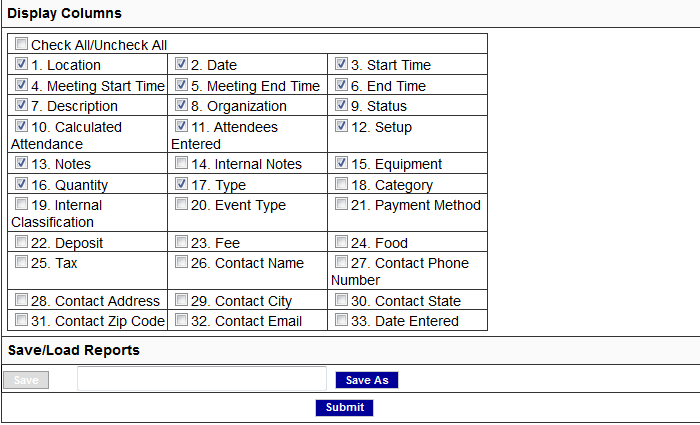 Display Columns
Check All/Uncheck All
1. Location 2. Date 3. Start Time
4. Meeting Start Time 5. Meeting End Time 6. End Time
7. Description 8. Organization 9. Status
10. Calculated Attendance 11. Attendees Entered 12. Setup
13. Notes 14. Internal Notes 15. Equipment
16. Quantity 17. Type 18. Category
19. Internal Classification 20. Event Type 21. Payment Method
22. Deposit 23. Fee 24. Food
25. Tax 26. Contact Name 27. Contact Phone Number
28. Contact Address 29. Contact City 30. Contact State
31. Contact Zip Code 32. Contact Email 33. Date Entered
Save/Load Reports
Save Save As
Submit